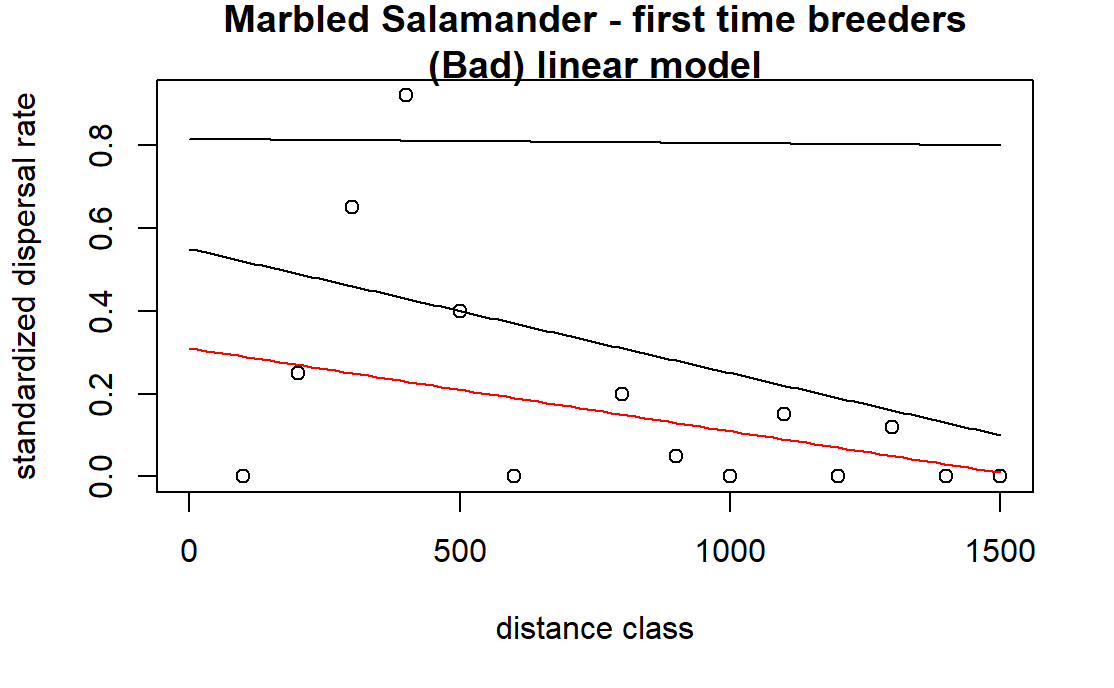 Marbled Salamander - first time breeders
(Bad) linear model
standardized dispersal rate
0.8
0.6
0.4
0.2
0.0
0 500 1000 1500
distance class